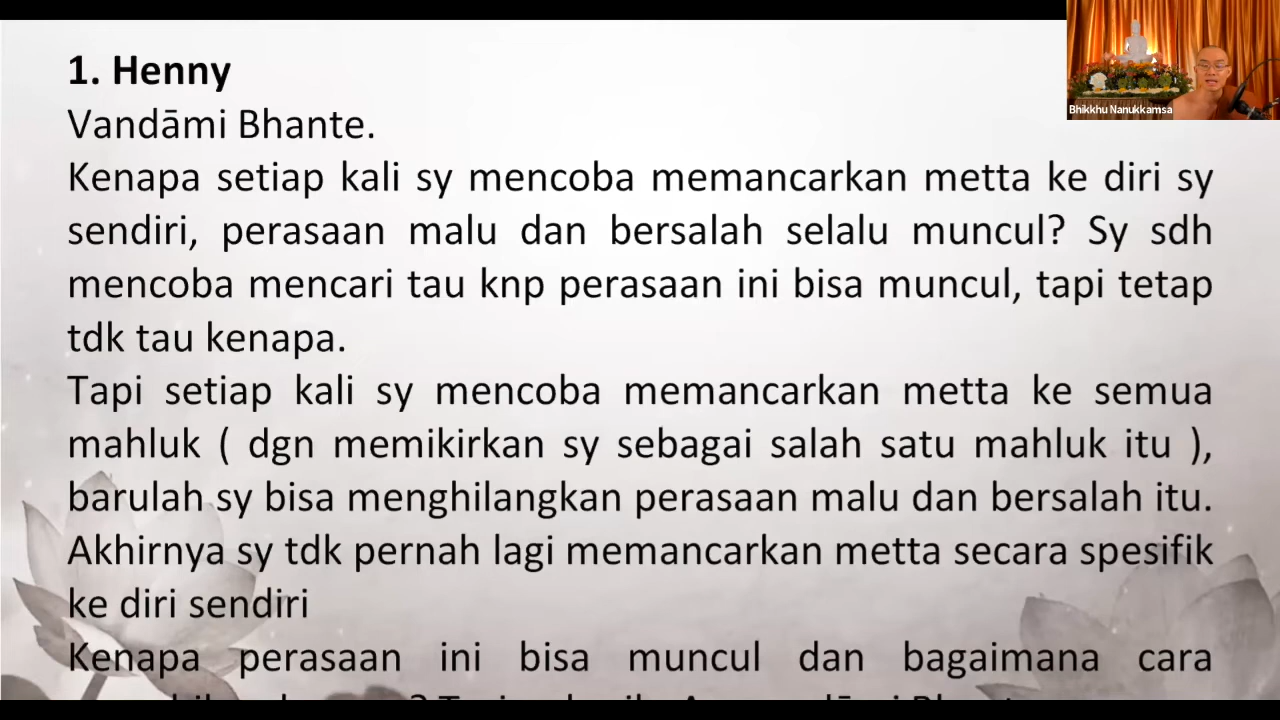 1. Henny
Vandāmi Bhante.
Kenapa setiap kali sy mencoba memancarkan metta ke diri sy
sendiri, perasaan malu dan bersalah selalu muncul? Sy sdh
mencoba mencari tau knp perasaan ini bisa muncul, tapi tetap
tdk tau kenapa.
Tapi setiap kali sy mencoba memancarkan metta ke semua
mahluk ( dgn memikirkan sy sebagai salah satu mahluk itu ),
barulah sy bisa menghilangkan perasaan malu dan bersalah itu.
Akhirnya sy tdk pernah lagi memancarkan metta secara spesifik
ke diri sendiri
Kenapa perasaan ini bisa muncul dan bagaimana cara
Bhikkhu Nanukkamsa